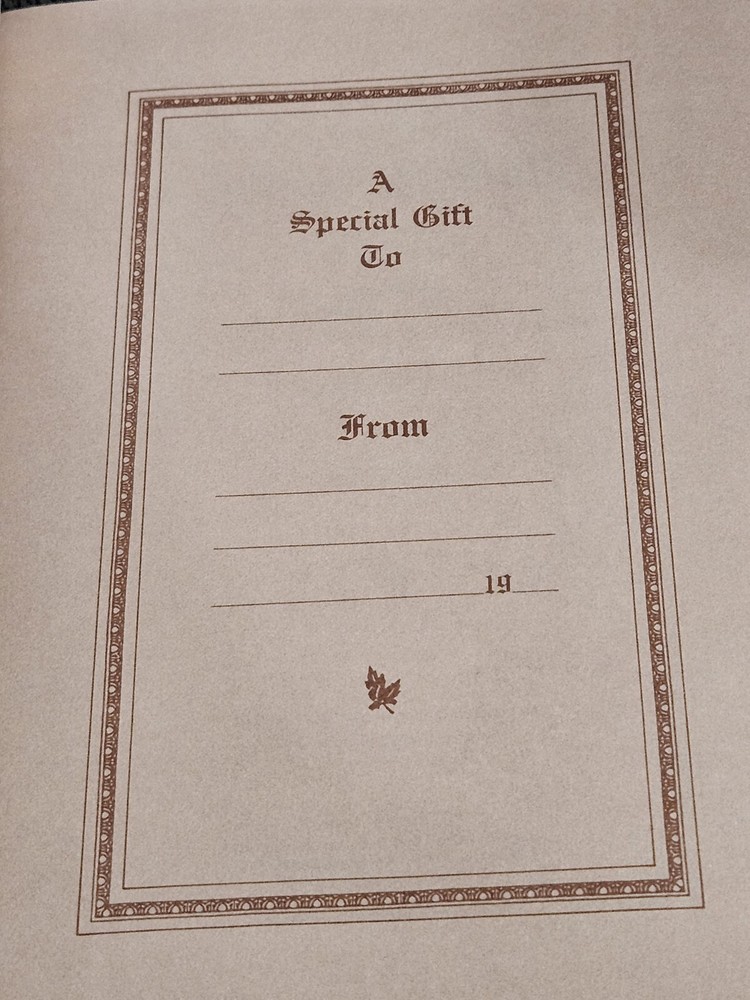 A
Special Gift
To
From
19